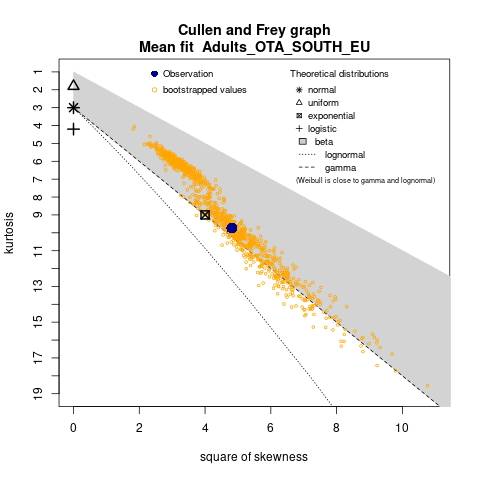 Cullen and Frey graph
Mean fit Adults_OTA_SOUTH_EU
Observation
bootstrapped values
Theoretical distributions
normal
uniform
exponential
logistic
beta
lognormal
gamma
(Weibull is close to gamma and lognormal)
kurtosis
1
2
3
4
5
6
7
9
11
13
15
17
19
0 2 4 6 8 10
square of skewness